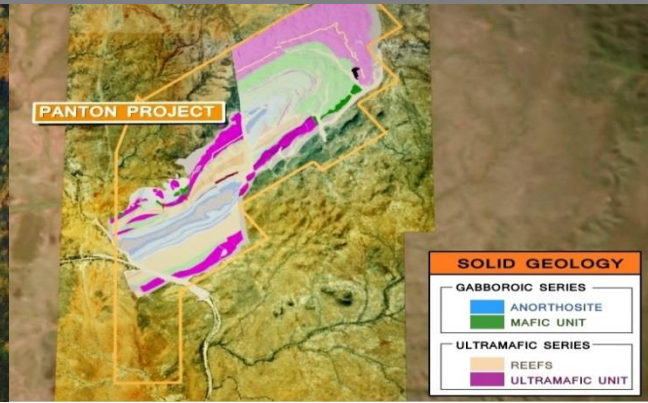 PANTON PROJECT
SOLID GEOLOGY
GABBOROIC SERIES
ANORTHOSITE
MAFIC UNIT
ULTRAMAFIC SERIES
REEFS
ULTRAMAFIC UNIT